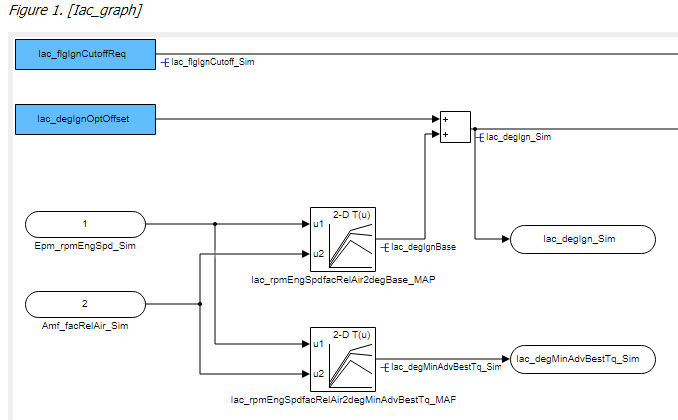 Figure 1. [Iac_graph]
Iac_flgIgnCutoffReq
Iac_flgIgnCutoff_Sim
Iac_degIgnOptOffset
+
+
Iac_degIgn_Sim
1
Epm_rpmEngSpd_Sim
2-D T(u)
u1
u2
Iac_degIgnBase
Iac_rpmEngSpdfacRelAir2degBase_MAP
Iac_degIgn_Sim
2
Amf_facRelAir_Sim
2-D T(u)
u1
u2
Iac_degMinAdvBestTq_Sim
Iac_degMinAdvBestTq_Sim
Iac_rpmEngSpdfacRelAir2degMinAdvBestTq_MAP